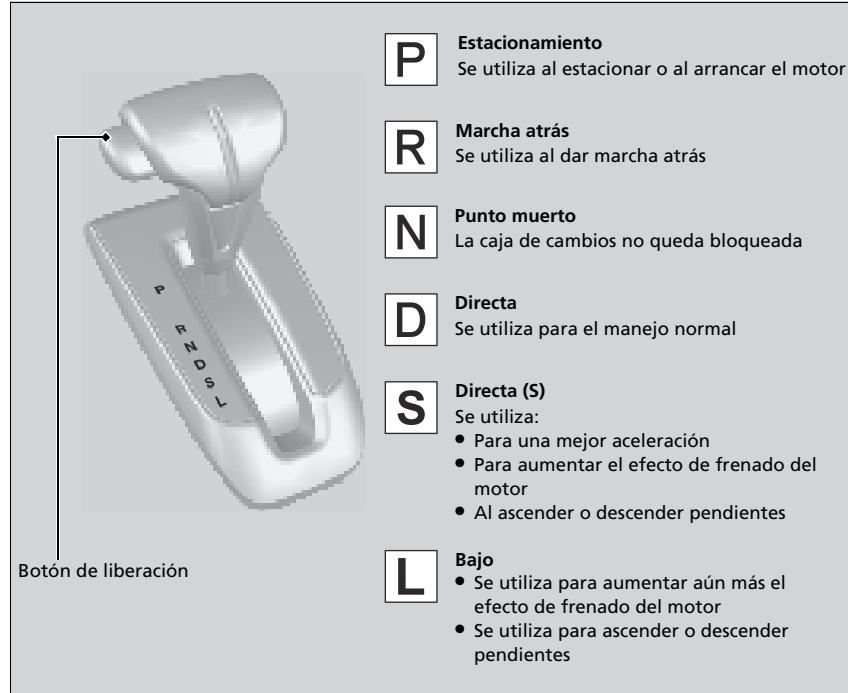 P
Estacionamiento
Se utiliza al estacionar o al arrancar el motor
R
Marcha atrás
Se utiliza al dar marcha atrás
N
Punto muerto
La caja de cambios no queda bloqueada
D
Directa
Se utiliza para el manejo normal
S
Directa (S)
Se utiliza:
● Para una mejor aceleración
● Para aumentar el efecto de frenado del
motor
● Al ascender o descender pendientes
L
Bajo
● Se utiliza para aumentar aún más el
efecto de frenado del motor
● Se utiliza para ascender o descender
pendientes
P
R
N
D
S
L
Botón de liberación